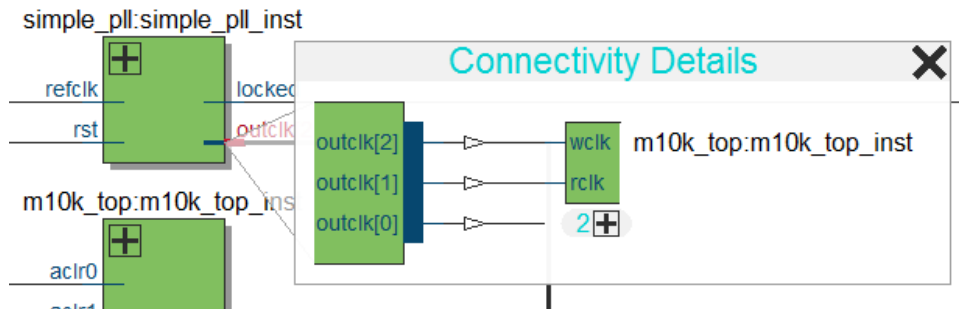 simple_pll:simple_pll_inst
refclk
locked
rst
outclk
m10k_top:m10k_top_ins
aclr0
aclr1
Connectivity Details
outclk[2]
wclk
m10k_top:m10k_top_inst
outclk[1]
rclk
outclk[0]
2